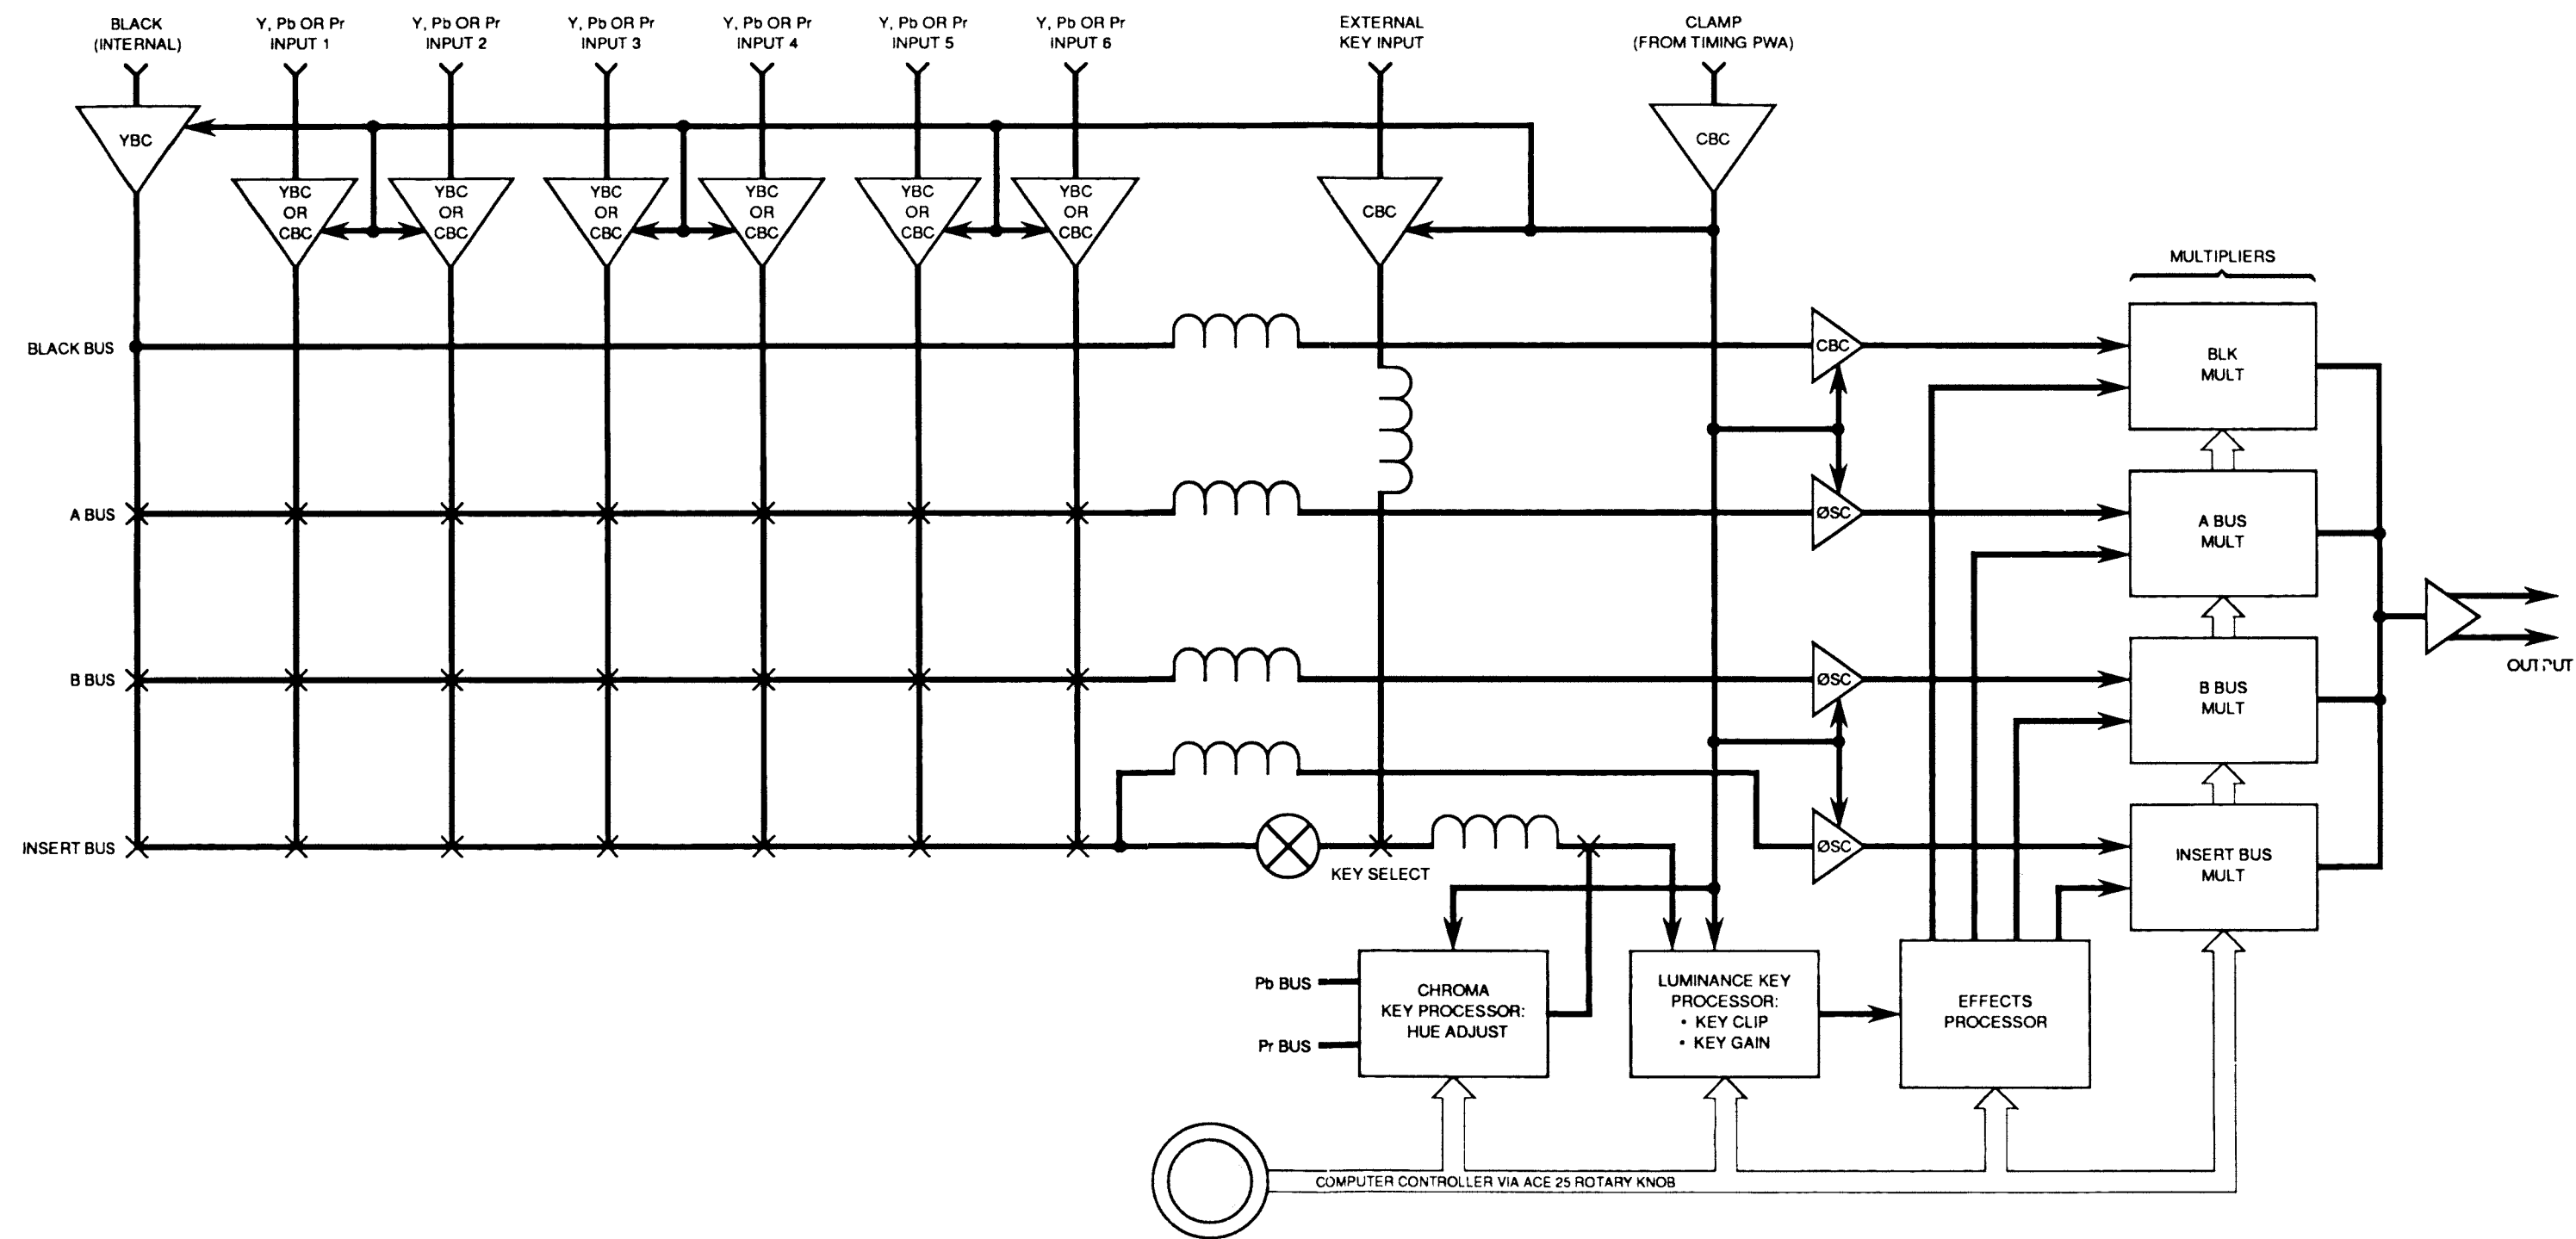 BLACK
(INTERNAL)
Y, Pb OR Pr
INPUT 1
Y, Pb OR Pr
INPUT 2
Y, Pb OR Pr
INPUT 3
Y, Pb OR Pr
INPUT 4
Y, Pb OR Pr
INPUT 5
Y, Pb OR Pr
INPUT 6
EXTERNAL
KEY INPUT
CLAMP
(FROM TIMING PWA)
YBC
CBC
YBC
OR
CBC
YBC
OR
CBC
YBC
OR
CBC
YBC
OR
CBC
YBC
OR
CBC
YBC
OR
CBC
CBC
MULTIPLIERS
BLACK BUS
CBC
BLK
MULT
A BUS
ØSC
A BUS
MULT
B BUS
ØSC
B BUS
MULT
OUTPUT
INSERT BUS
KEY SELECT
ØSC
INSERT BUS
MULT
Pb BUS
Pr BUS
CHROMA
KEY PROCESSOR:
HUE ADJUST
LUMINANCE KEY
PROCESSOR:
• KEY CLIP
• KEY GAIN
EFFECTS
PROCESSOR
COMPUTER CONTROLLER VIA ACE 25 ROTARY KNOB